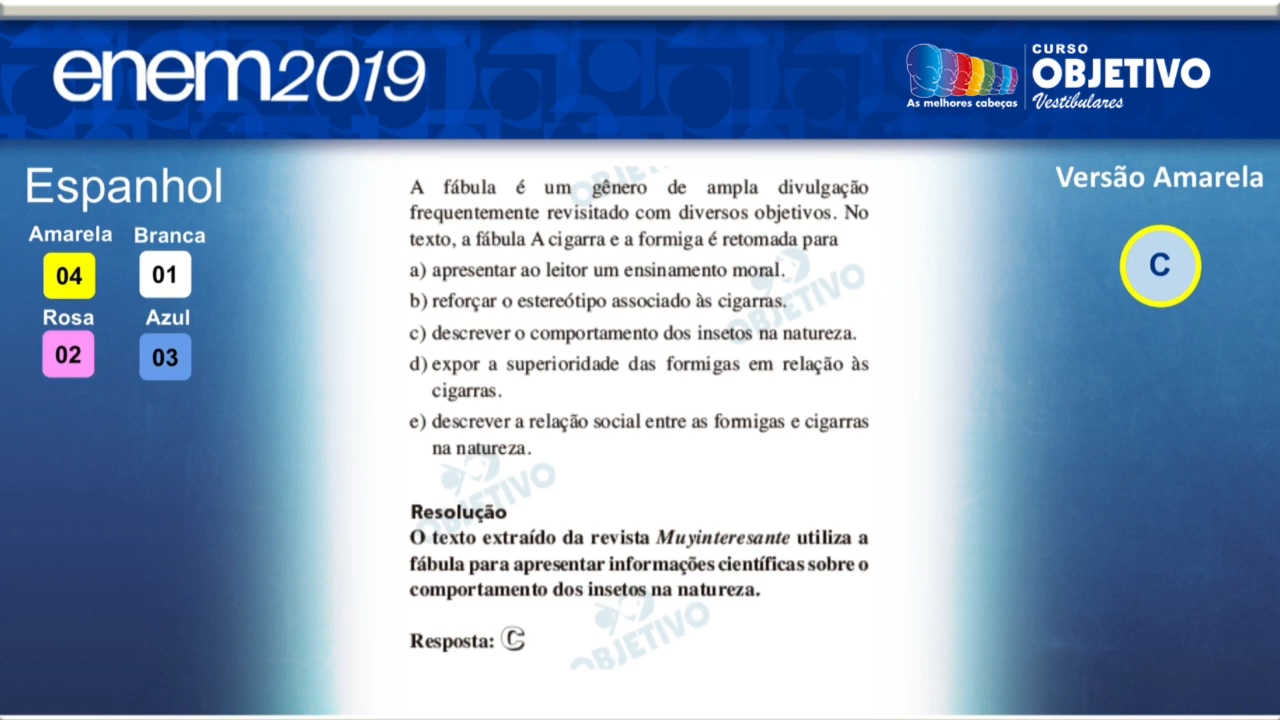 enem2019
CURSO
OBJETIVO
Vestibulares
As melhores cabeças
Espanhol
Versão Amarela
Amarela Branca
04 01
Rosa Azul
02 03
C
A fábula é um gênero de ampla divulgação
frequentemente revisitado com diversos objetivos. No
texto, a fábula A cigarra e a formiga é retomada para
a) apresentar ao leitor um ensinamento moral.
b) reforçar o estereótipo associado às cigarras.
c) descrever o comportamento dos insetos na natureza.
d) expor a superioridade das formigas em relação às
cigarras.
e) descrever a relação social entre as formigas e cigarras
na natureza.
Resolução
O texto extraído da revista Muyinteresante utiliza a
fábula para apresentar informações científicas sobre o
comportamento dos insetos na natureza.
Resposta: C
OBJETIVO
OBJETIVO
OBJETIVO